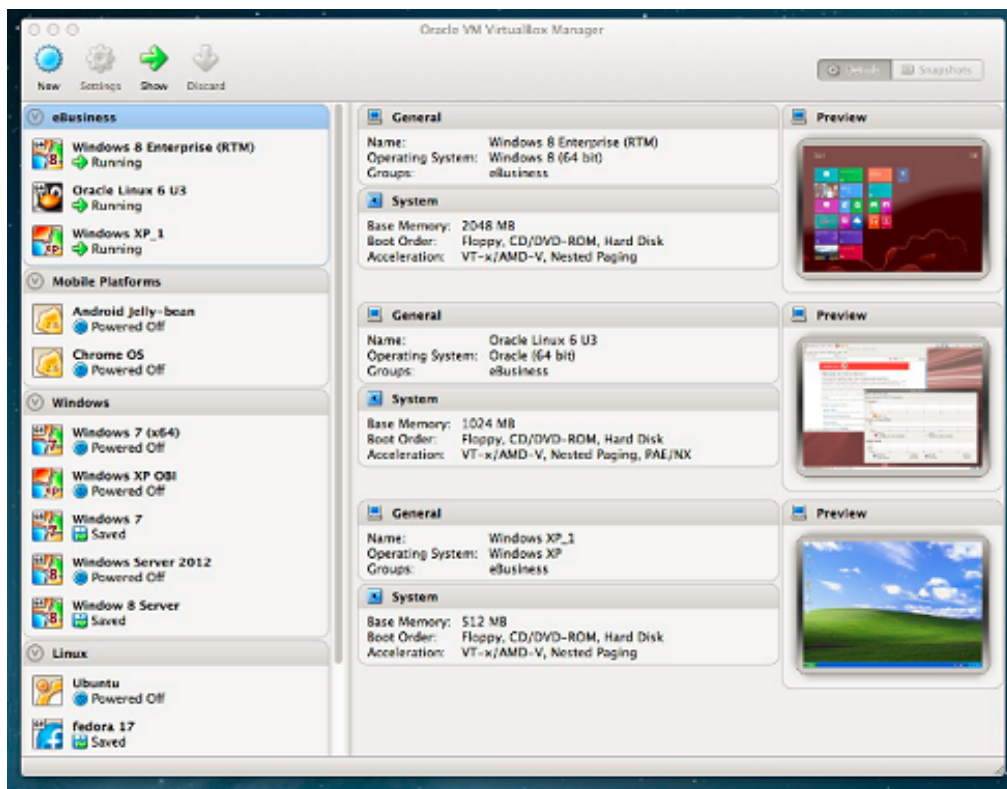 Oracle VM VirtualBox Manager
New Settings Show Discard
Details Snapshots
eBusiness
Windows 8 Enterprise (RTM)
Running
Oracle Linux 6 U3
Running
Windows XP_1
Running
Mobile Platforms
Android Jelly-bean
Powered Off
Chrome OS
Powered Off
Windows
Windows 7 (x64)
Powered Off
Windows XP OBI
Powered Off
Windows 7
Saved
Windows Server 2012
Powered Off
Window 8 Server
Saved
Linux
Ubuntu
Powered Off
fedora 17
Saved
General
Name: Windows 8 Enterprise (RTM)
Operating System: Windows 8 (64 bit)
Groups: eBusiness
System
Base Memory: 2048 MB
Boot Order: Floppy, CD/DVD-ROM, Hard Disk
Acceleration: VT-x/AMD-V, Nested Paging
Preview
General
Name: Oracle Linux 6 U3
Operating System: Oracle (64 bit)
Groups: eBusiness
System
Base Memory: 1024 MB
Boot Order: Floppy, CD/DVD-ROM, Hard Disk
Acceleration: VT-x/AMD-V, Nested Paging, PAE/NX
Preview
General
Name: Windows XP_1
Operating System: Windows XP
Groups: eBusiness
System
Base Memory: 512 MB
Boot Order: Floppy, CD/DVD-ROM, Hard Disk
Acceleration: VT-x/AMD-V, Nested Paging
Preview